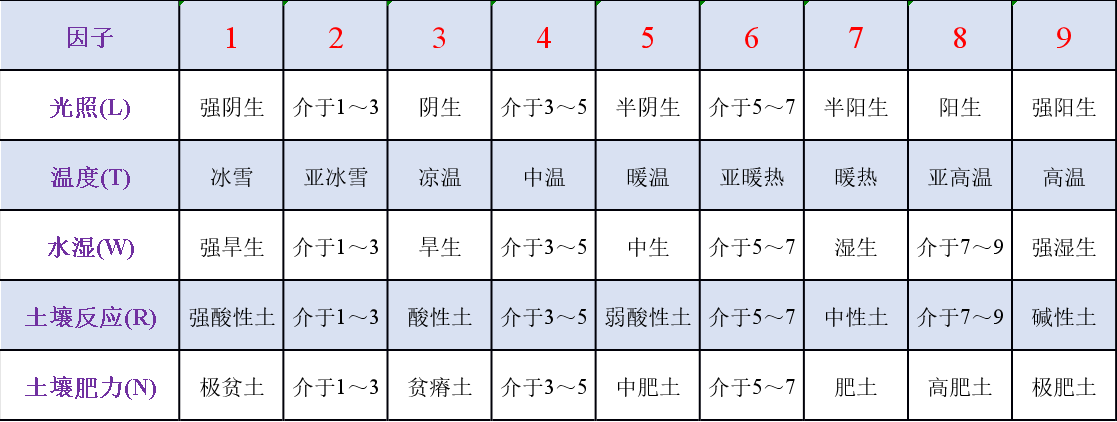 因子 1 2 3 4 5 6 7 8 9
光照(L) 强阴生 介于1～3 阴生 介于3～5 半阴生 介于5～7 半阳生 阳生 强阳生
温度(T) 冰雪 亚冰雪 凉温 中温 暖温 亚暖热 暖热 亚高温 高温
水湿(W) 强旱生 介于1～3 旱生 介于3～5 中生 介于5～7 湿生 介于7～9 强湿生
土壤反应(R) 强酸性土 介于1～3 酸性土 介于3～5 弱酸性土 介于5～7 中性土 介于7～9 碱性土
土壤肥力(N) 极贫土 介于1～3 贫瘠土 介于3～5 中肥土 介于5～7 肥土 高肥土 极肥土